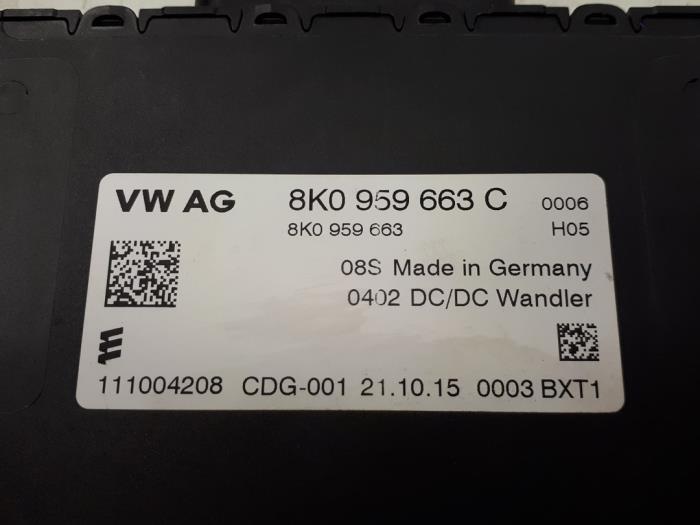 VW AG 8K0 959 663 C 0006
8K0 959 663 H05
08S Made in Germany
0402 DC/DC Wandler
111004208 CDG-001 21.10.15 0003 BXT1